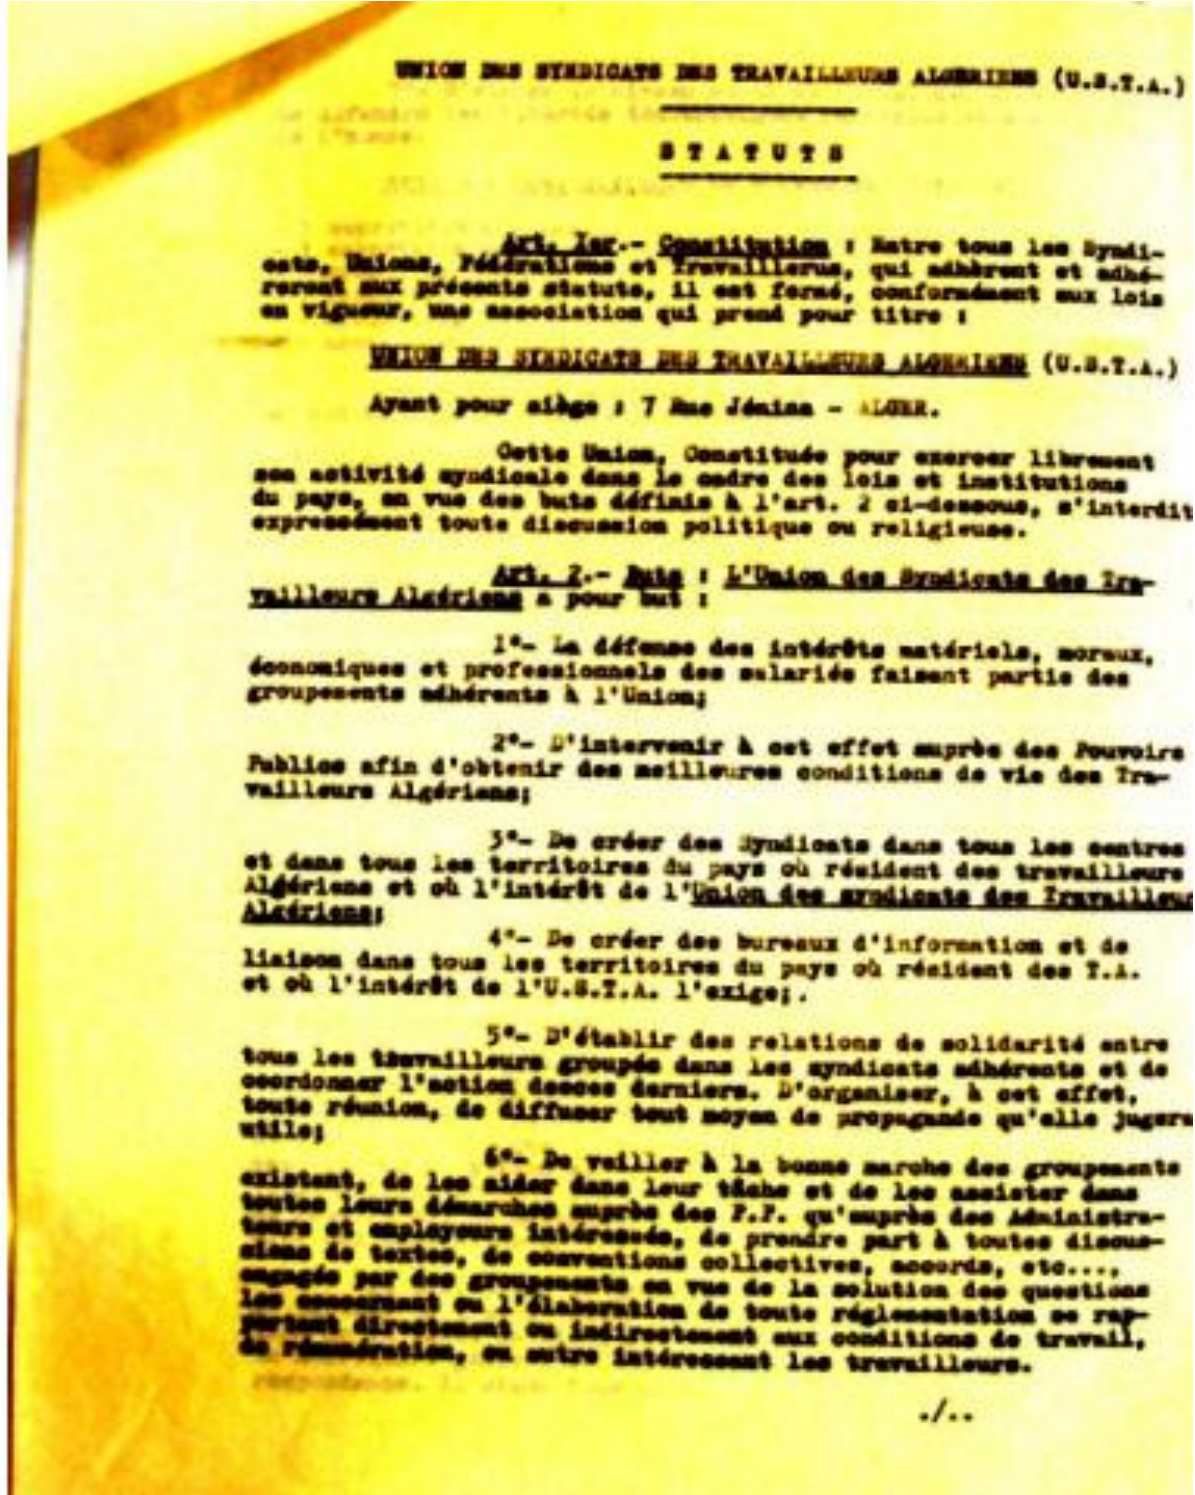 UNION DES SYNDICATS DES TRAVAILLEURS ALGERIENS (U.S.T.A.)
STATUTS
Art. Ier.- Constitution : Entre tous les Syndi-
cats, Unions, Fédérations et Travaillerus, qui adhèrent et adhé-
reront aux présents statuts, il est formé, conformément aux lois
en vigueur, une association qui prend pour titre :
UNION DES SYNDICATS DES TRAVAILLEURS ALGERIENS (U.S.T.A.)
Ayant pour siège : 7 Rue Jénina - ALGER.
Cette Union, Constituée pour exercer librement
son activité syndicale dans le cadre des lois et institutions
du pays, en vue des buts définis à l'art. 2 ci-dessous, s'interdit
expressément toute discussion politique ou religieuse.
Art. 2.- Buts : L'Union des Syndicats des Tra-
vailleurs Algériens a pour but :
1°- La défense des intérêts matériels, moraux,
économiques et professionnels des salariés faisant partie des
groupements adhérents à l'Union;
2°- D'intervenir à cet effet auprès des Pouvoirs
Publics afin d'obtenir des meilleures conditions de vie des Tra-
vailleurs Algériens;
3°- De créer des Syndicats dans tous les centres
et dans tous les territoires du pays où résident des travailleurs
Algériens et où l'intérêt de l'Union des syndicats des Travailleur
Algériens;
4°- De créer des bureaux d'information et de
liaison dans tous les territoires du pays où résident des T.A.
et où l'intérêt de l'U.S.T.A. l'exige;.
5°- D'établir des relations de solidarité entre
tous les travailleurs groupés dans les syndicats adhérents et de
coordonner l'action desces derniers. D'organiser, à cet effet,
toute réunion, de diffuser tout moyen de propagande qu'elle jugera
utile;
6°- De veiller à la bonne marche des groupements
existant, de les aider dans leur tâche et de les assister dans
toutes leurs démarches auprès des P.P. qu'auprès des Administra-
teurs et employeurs intéressés, de prendre part à toutes discus-
sions de textes, de conventions collectives, accords, etc...,
engagés par des groupements en vue de la solution des questions
les concernant ou l'élaboration de toute réglementation se rap-
portant directement ou indirectement aux conditions de travail,
de rémunération, ou autre intéressant les travailleurs.
./..